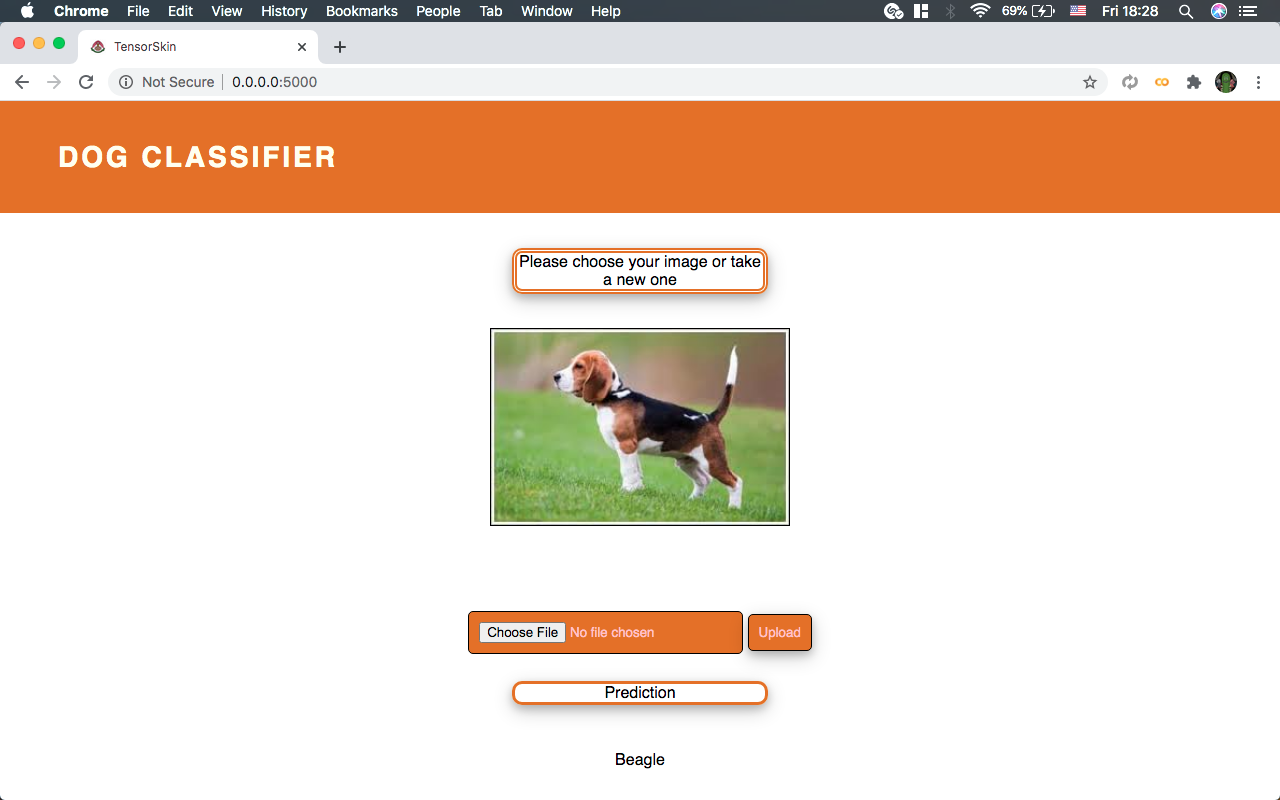 Chrome File Edit View History Bookmarks People Tab Window Help 69% Fri 18:28
TensorSkin
Not Secure 0.0.0.0:5000
DOG CLASSIFIER
Please choose your image or take
a new one
Choose File No file chosen Upload
Prediction
Beagle